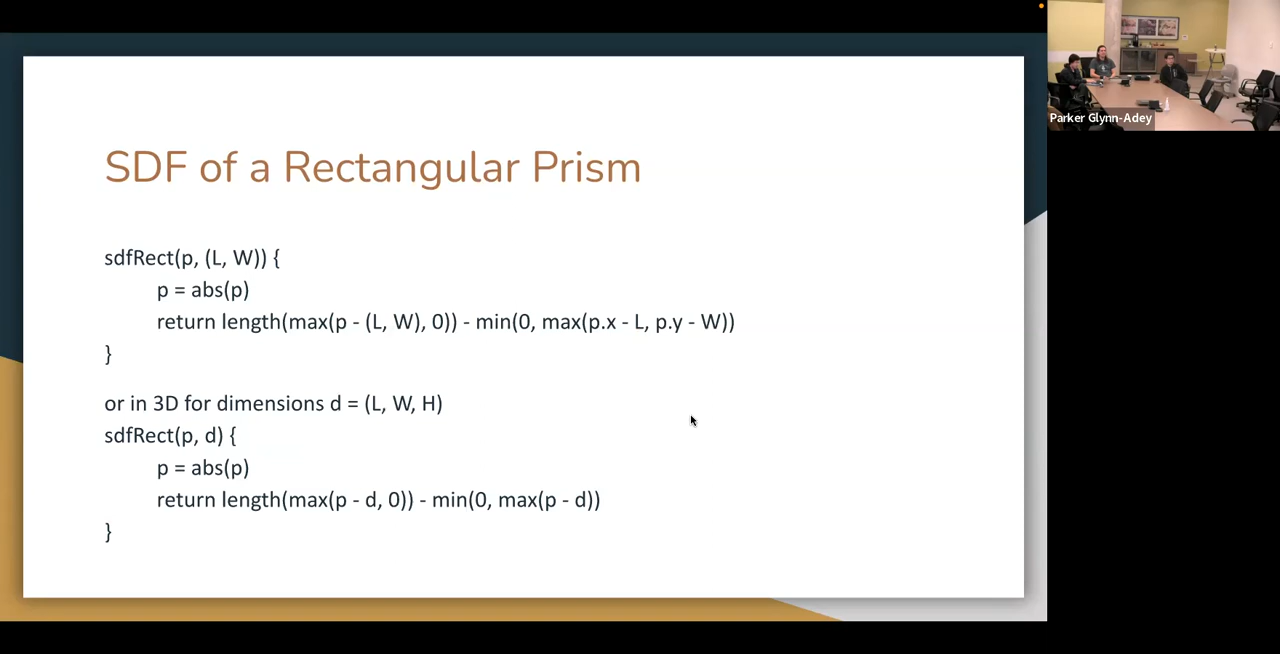 SDF of a Rectangular Prism
sdfRect(p, (L, W)) {
p = abs(p)
return length(max(p - (L, W), 0)) - min(0, max(p.x - L, p.y - W))
}
or in 3D for dimensions d = (L, W, H)
sdfRect(p, d) {
p = abs(p)
return length(max(p - d, 0)) - min(0, max(p - d))
}
Parker Glynn-Adey